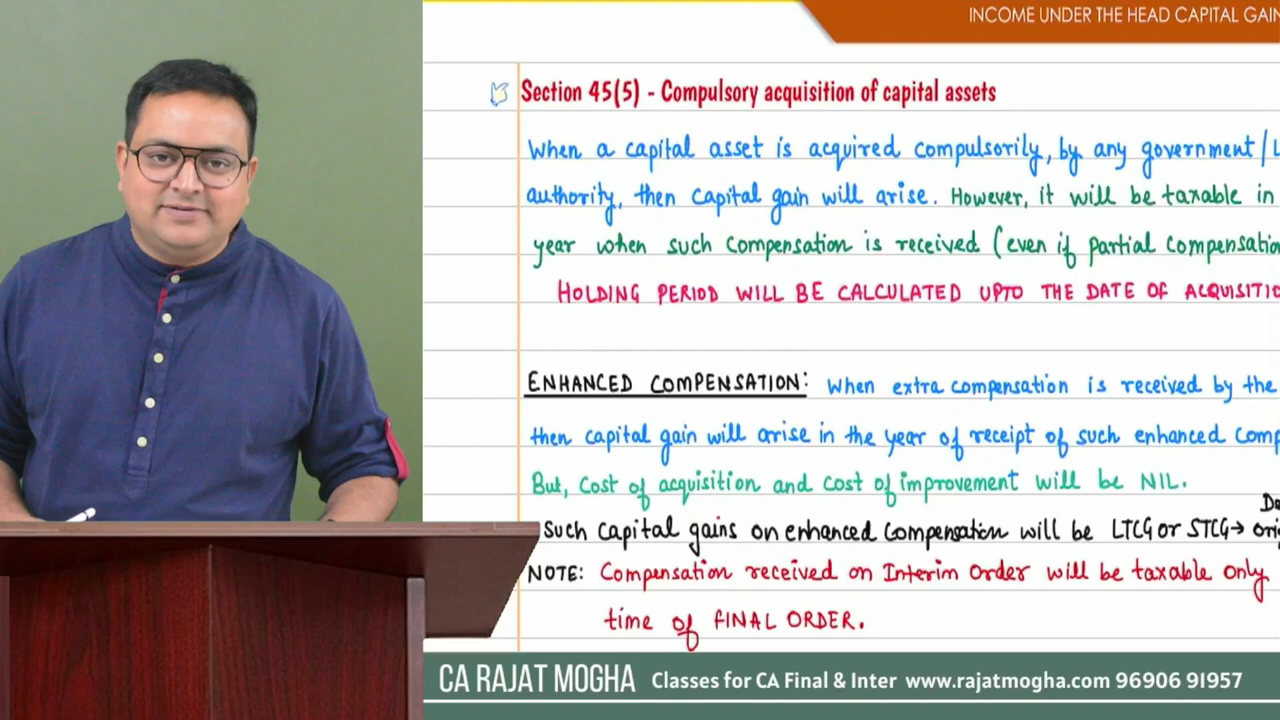 INCOME UNDER THE HEAD CAPITAL GAIN
Section 45(5) - Compulsory acquisition of capital assets
When a capital asset is acquired compulsorily, by any government/L
authority, then capital gain will arise. However, it will be taxable in
year when such compensation is received (even if partial compensation
HOLDING PERIOD WILL BE CALCULATED UPTO THE DATE OF ACQUISITIO
ENHANCED COMPENSATION: When extra compensation is received by the
then capital gain will arise in the year of receipt of such enhanced comp
But, cost of acquisition and cost of improvement will be NIL.
Such capital gains on enhanced compensation will be LTCG or STCG→ orig
NOTE: Compensation received on Interim Order will be taxable only
time of FINAL ORDER.
CA RAJAT MOGHA Classes for CA Final & Inter www.rajatmogha.com 96906 91957